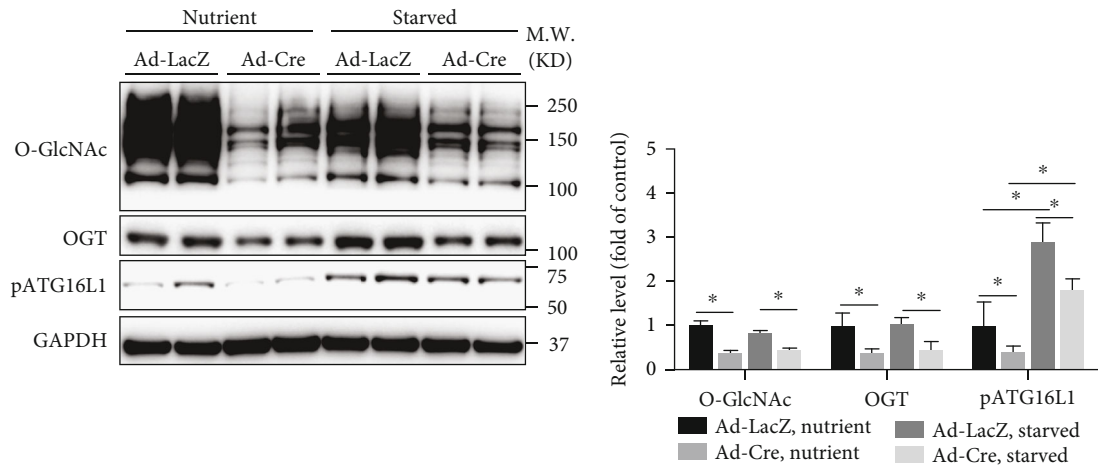 Nutrient Starved
Ad-LacZ Ad-Cre Ad-LacZ Ad-Cre M.W. (KD)
O-GlcNAc
250
150
100
OGT
100
pATG16L1
75
50
GAPDH
37
Relative level (fold of control)
5
4
3
2
1
0
* * * * * * * *
O-GlcNAc OGT pATG16L1
Ad-LacZ, nutrient Ad-LacZ, starved
Ad-Cre, nutrient Ad-Cre, starved